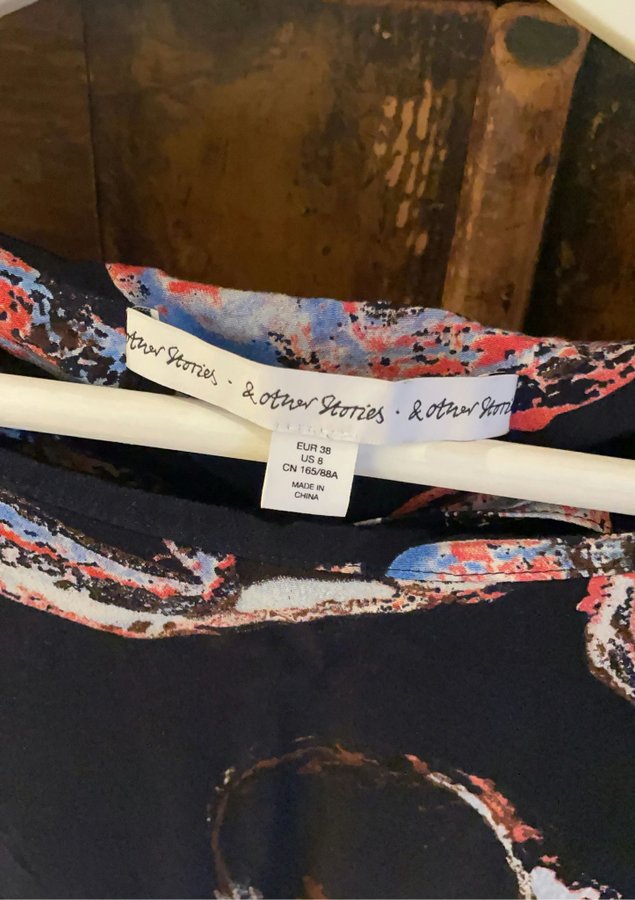 other Stories · & other Stories · & other Stori
EUR 38
US 8
CN 165/88A
MADE IN
CHINA